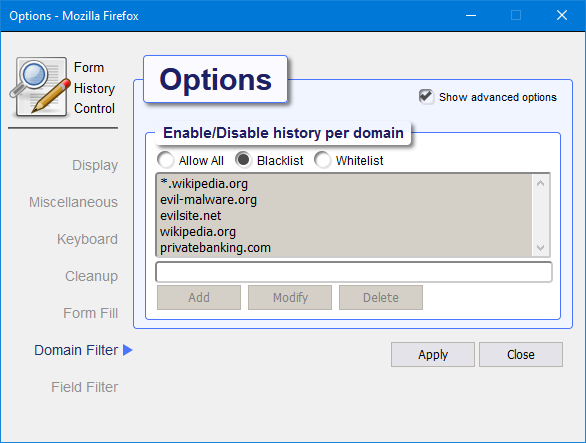 Options - Mozilla Firefox
Form
History
Control
Options
Show advanced options
Display
Miscellaneous
Keyboard
Cleanup
Form Fill
Domain Filter
Field Filter
Enable/Disable history per domain
Allow All Blacklist Whitelist
*.wikipedia.org
evil-malware.org
evilsite.net
wikipedia.org
privatebanking.com
Add Modify Delete
Apply Close